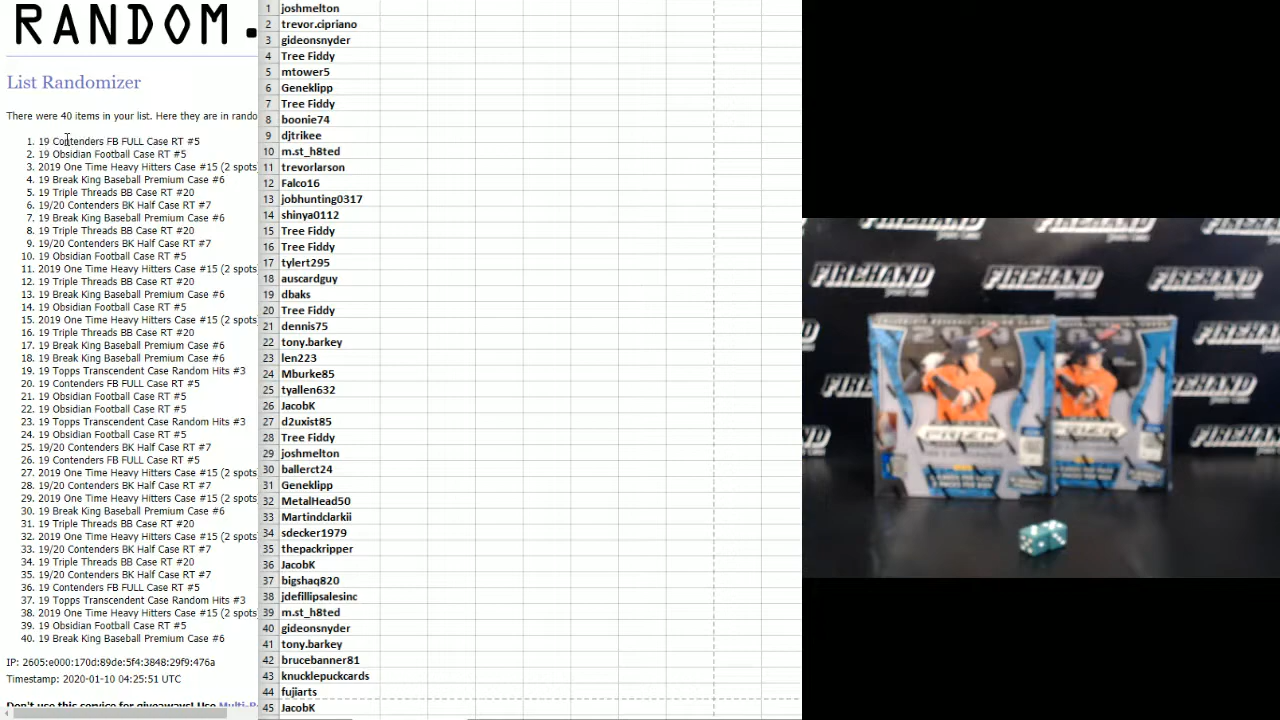 RANDOM.
List Randomizer
There were 40 items in your list. Here they are in rando
1. 19 Contenders FB FULL Case RT #5
2. 19 Obsidian Football Case RT #5
3. 2019 One Time Heavy Hitters Case #15 (2 spots
4. 19 Break King Baseball Premium Case #6
5. 19 Triple Threads BB Case RT #20
6. 19/20 Contenders BK Half Case RT #7
7. 19 Break King Baseball Premium Case #6
8. 19 Triple Threads BB Case RT #20
9. 19/20 Contenders BK Half Case RT #7
10. 19 Obsidian Football Case RT #5
11. 2019 One Time Heavy Hitters Case #15 (2 spots
12. 19 Triple Threads BB Case RT #20
13. 19 Break King Baseball Premium Case #6
14. 19 Obsidian Football Case RT #5
15. 2019 One Time Heavy Hitters Case #15 (2 spots
16. 19 Triple Threads BB Case RT #20
17. 19 Break King Baseball Premium Case #6
18. 19 Break King Baseball Premium Case #6
19. 19 Topps Transcendent Case Random Hits #3
20. 19 Contenders FB FULL Case RT #5
21. 19 Obsidian Football Case RT #5
22. 19 Obsidian Football Case RT #5
23. 19 Topps Transcendent Case Random Hits #3
24. 19 Obsidian Football Case RT #5
25. 19/20 Contenders BK Half Case RT #7
26. 19 Contenders FB FULL Case RT #5
27. 2019 One Time Heavy Hitters Case #15 (2 spots
28. 19/20 Contenders BK Half Case RT #7
29. 2019 One Time Heavy Hitters Case #15 (2 spots
30. 19 Break King Baseball Premium Case #6
31. 19 Triple Threads BB Case RT #20
32. 2019 One Time Heavy Hitters Case #15 (2 spots
33. 19/20 Contenders BK Half Case RT #7
34. 19 Triple Threads BB Case RT #20
35. 19/20 Contenders BK Half Case RT #7
36. 19 Contenders FB FULL Case RT #5
37. 19 Topps Transcendent Case Random Hits #3
38. 2019 One Time Heavy Hitters Case #15 (2 spots
39. 19 Obsidian Football Case RT #5
40. 19 Break King Baseball Premium Case #6
IP: 2605:e000:170d:89de:5f4:3848:29f9:476a
Timestamp: 2020-01-10 04:25:51 UTC
Don't use this service for giveaways! Use Multi-R
1 joshmelton
2 trevor.cipriano
3 gideonsnyder
4 Tree Fiddy
5 mtower5
6 Geneklipp
7 Tree Fiddy
8 boonie74
9 djtrikee
10 m.st_h8ted
11 trevorlarson
12 Falco16
13 jobhunting0317
14 shinya0112
15 Tree Fiddy
16 Tree Fiddy
17 tylert295
18 auscardguy
19 dbaks
20 Tree Fiddy
21 dennis75
22 tony.barkey
23 len223
24 Mburke85
25 tyallen632
26 JacobK
27 d2uxist85
28 Tree Fiddy
29 joshmelton
30 ballerct24
31 Geneklipp
32 MetalHead50
33 Martindclarkii
34 sdecker1979
35 thepackripper
36 JacobK
37 bigshaq820
38 jdefillipsalesinc
39 m.st_h8ted
40 gideonsnyder
41 tony.barkey
42 brucebanner81
43 knucklepuckcards
44 fujiarts
45 JacobK
FIREHAND
FIREHAND
FIREHAND
PRIZM
PRIZM